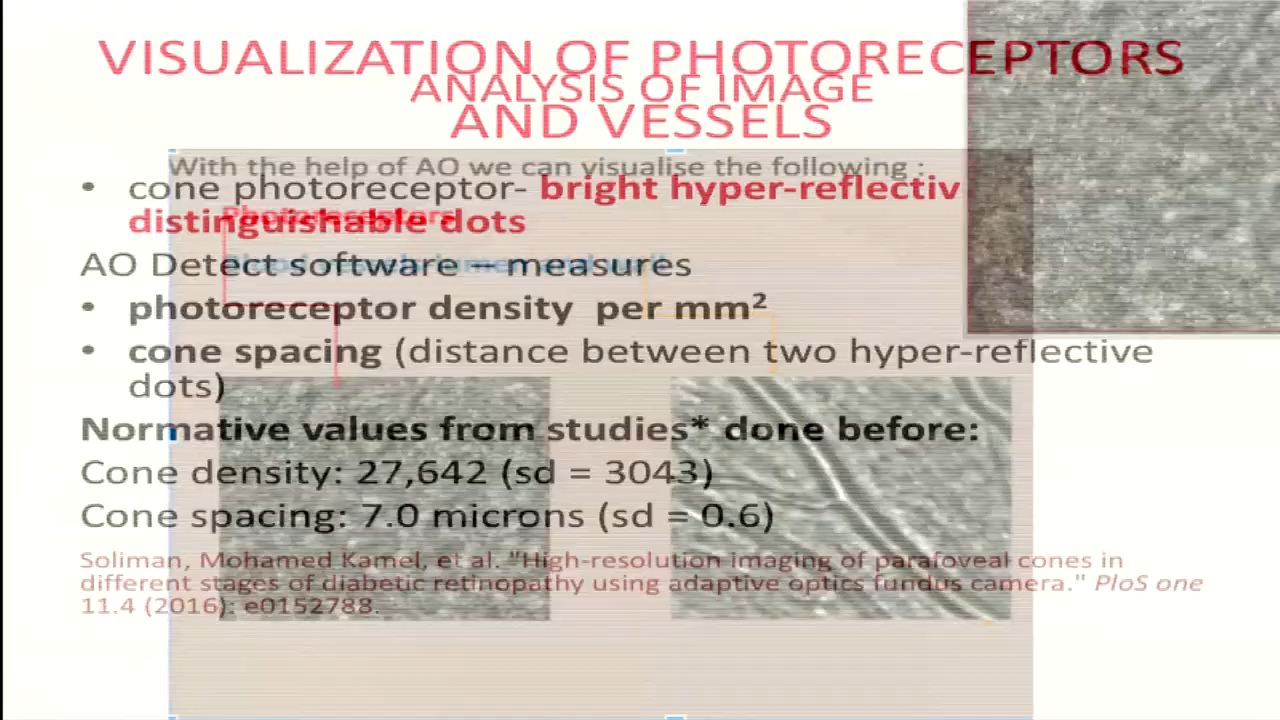 VISUALIZATION OF PHOTORECEPTORS
ANALYSIS OF IMAGE
AND VESSELS
With the help of AO we can visualise the following :
• cone photoreceptor- bright hyper-reflectiv
distinguishable dots
Photoreceptors
AO Detect software – measures
• photoreceptor density per mm²
• cone spacing (distance between two hyper-reflective
dots)
Normative values from studies* done before:
Cone density: 27,642 (sd = 3043)
Cone spacing: 7.0 microns (sd = 0.6)
Soliman, Mohamed Kamel, et al. "High-resolution imaging of parafoveal cones in
different stages of diabetic retinopathy using adaptive optics fundus camera." PloS one
11.4 (2016): e0152788.